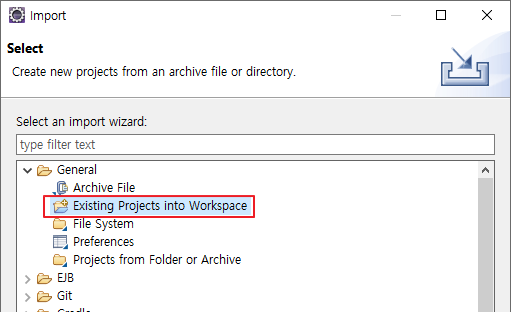 Import
Select
Create new projects from an archive file or directory.
Select an import wizard:
type filter text
General
Archive File
Existing Projects into Workspace
File System
Preferences
Projects from Folder or Archive
EJB
Git